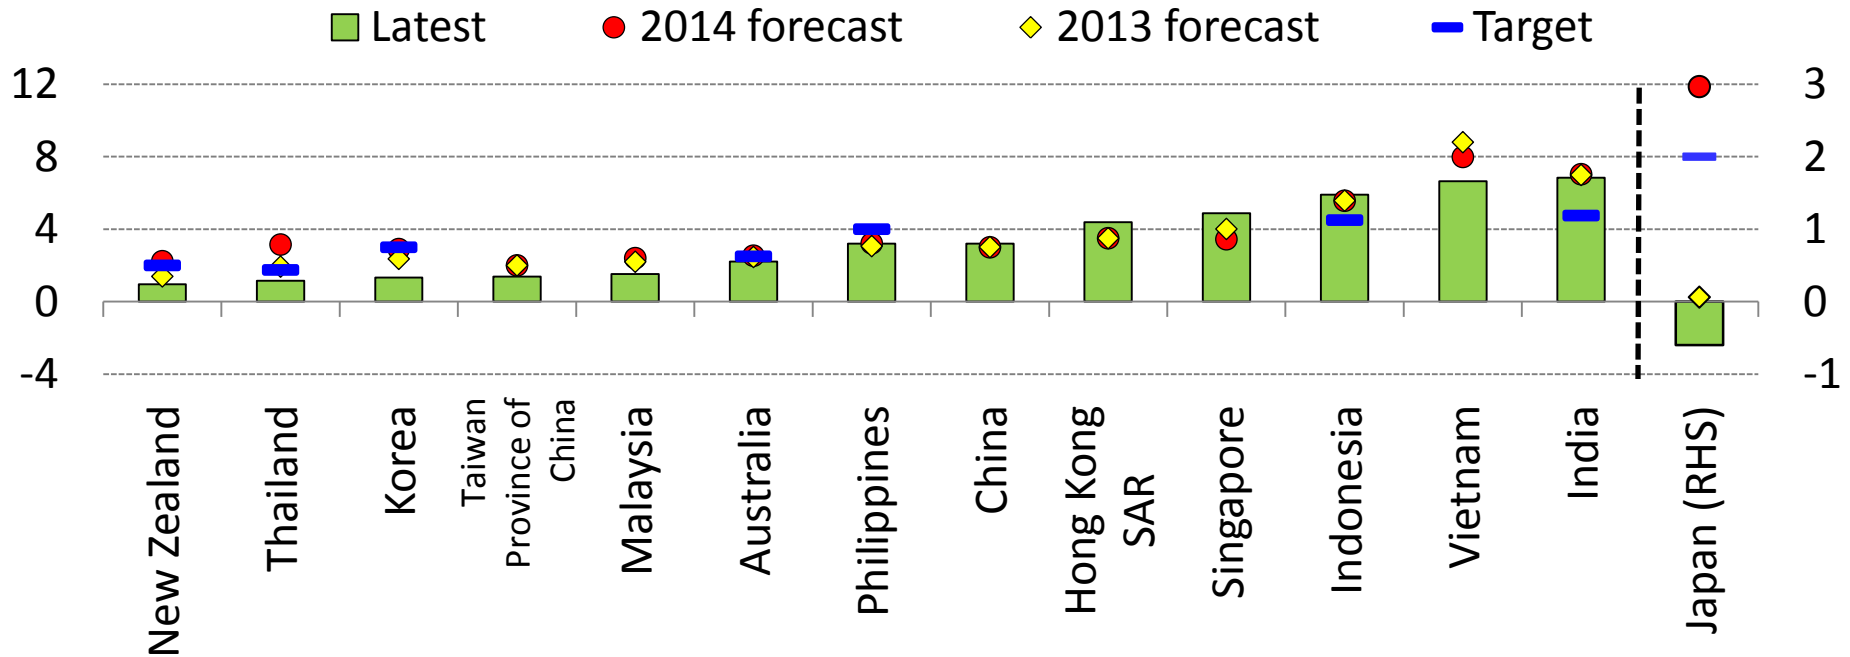 Latest 2014 forecast 2013 forecast Target
12 3
8 2
4 1
0 0
-4 -1
New Zealand
Thailand
Korea
Taiwan
Province of
China
Malaysia
Australia
Philippines
China
Hong Kong
SAR
Singapore
Indonesia
Vietnam
India
Japan (RHS)